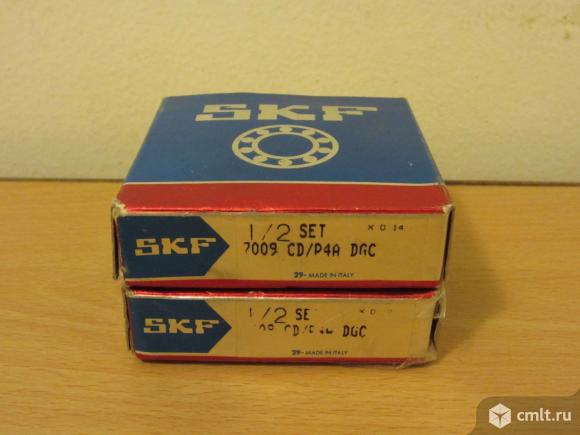 SKF
SKF
1/2 SET
X 0 14
7009 CD/P4A DGC
29- MADE IN ITALY
SKF
1/2
DGC
29- MADE IN ITALY
cmlt.ru